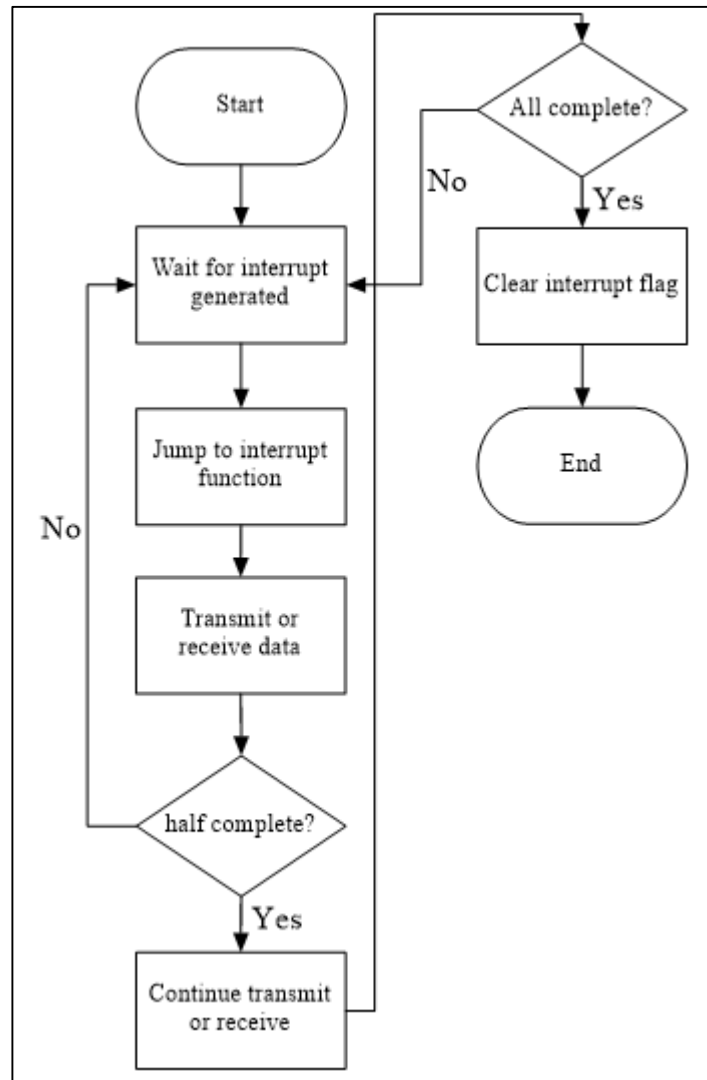 Start
Wait for interrupt
generated
Jump to interrupt
function
Transmit or
receive data
half complete?
No
Yes
Continue transmit
or receive
All complete?
No
Yes
Clear interrupt flag
End